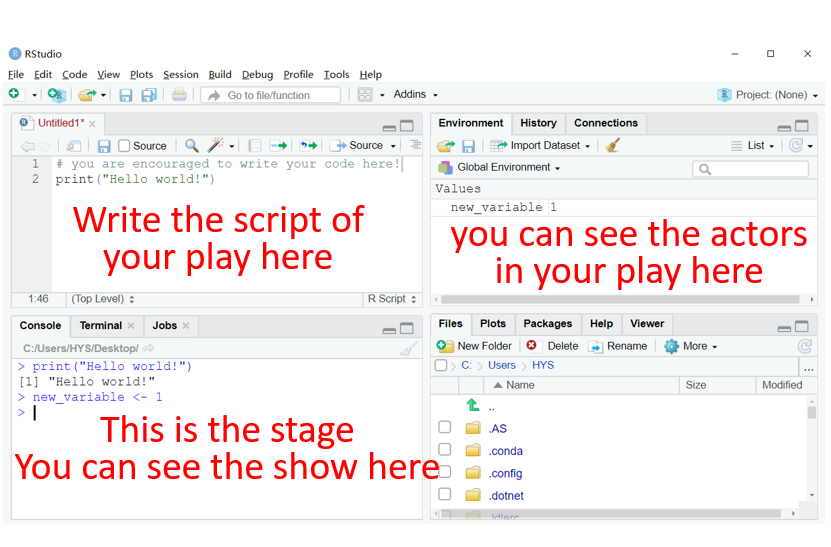 RStudio
File Edit Code View Plots Session Build Debug Profile Tools Help
Go to file/function Addins Project: (None)
Untitled1*
Source Source
1 # you are encouraged to write your code here!
2 print("Hello world!")
Write the script of
your play here
1:46 (Top Level) R Script
Environment History Connections
Import Dataset List
Global Environment
Values
new_variable 1
you can see the actors
in your play here
Console Terminal Jobs
C:/Users/HYS/Desktop/
> print("Hello world!")
[1] "Hello world!"
> new_variable <- 1
>
This is the stage
You can see the show here
Files Plots Packages Help Viewer
New Folder Delete Rename More
C: Users HYS ...
Name Size Modified
..
.AS
.conda
.config
.dotnet
.idlerc